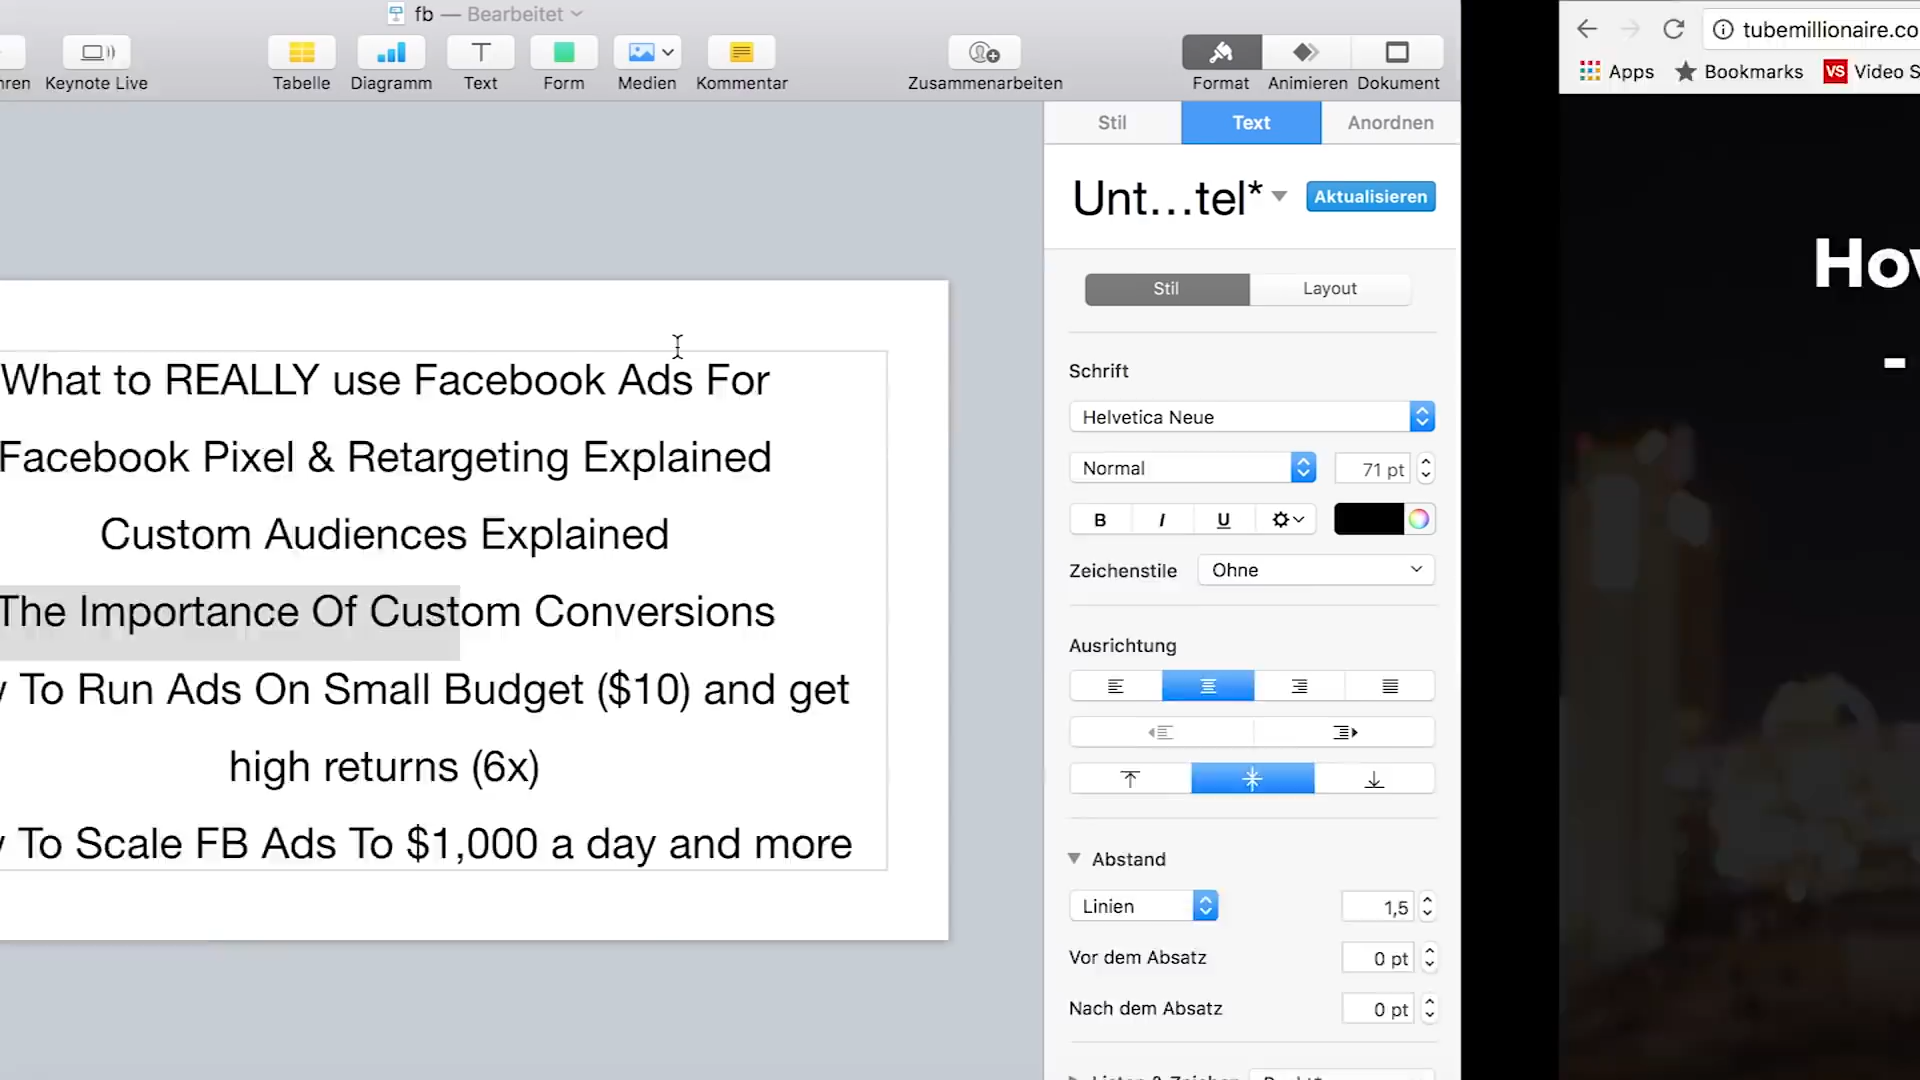 fb — Bearbeitet
Keynote Live
Tabelle
Diagramm
Text
Form
Medien
Kommentar
Zusammenarbeiten
Format
Animieren
Dokument
Stil
Text
Anordnen
Unt...tel*
Aktualisieren
Stil
Layout
Schrift
Helvetica Neue
Normal
71 pt
B
I
U
Zeichenstile
Ohne
Ausrichtung
Abstand
Linien
1,5
Vor dem Absatz
0 pt
Nach dem Absatz
0 pt
What to REALLY use Facebook Ads For
Facebook Pixel & Retargeting Explained
Custom Audiences Explained
The Importance Of Custom Conversions
To Run Ads On Small Budget ($10) and get
high returns (6x)
To Scale FB Ads To $1,000 a day and more
tubemillionaire.co
Apps
Bookmarks
VS Video S